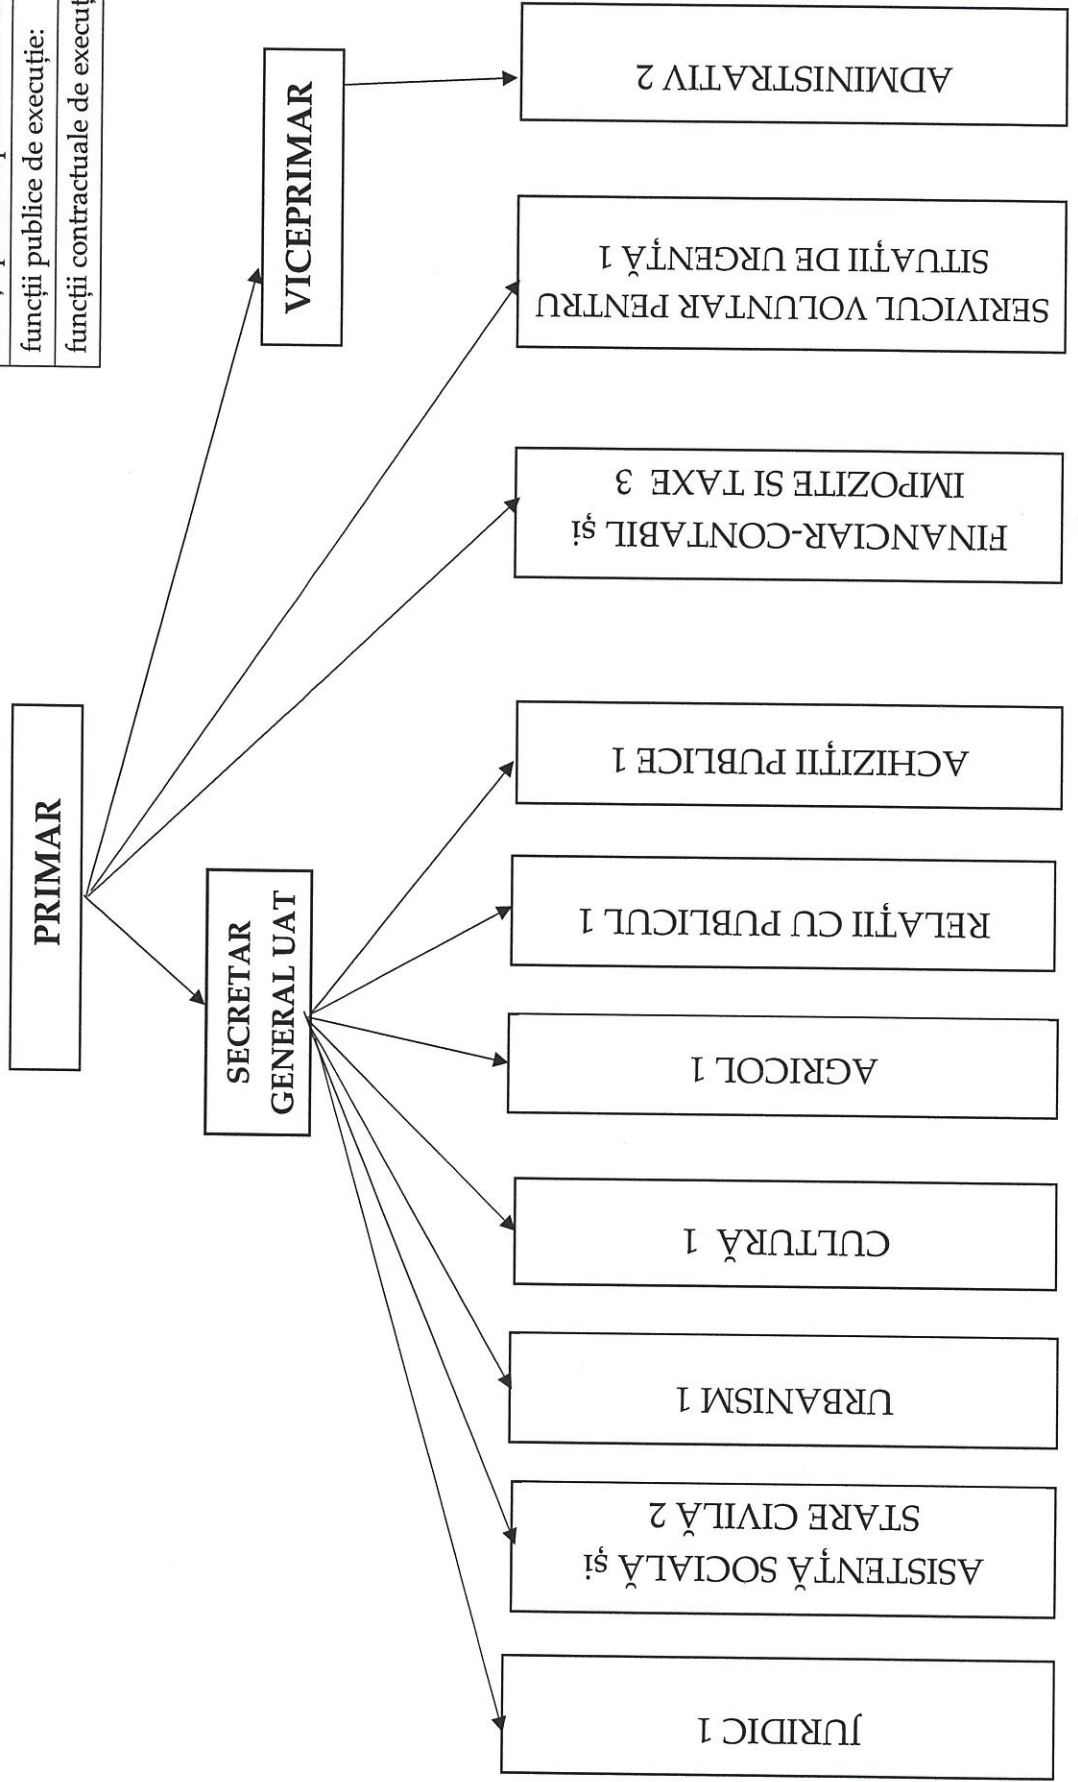 funcții publice de execuție:
PRIMAR
VICEPRIMAR
SECRETAR
GENERAL UAT
JURIDIC 1
ASISTENȚĂ SOCIALĂ și
STARE CIVILĂ 2
URBANISM 1
CULTURĂ 1
AGRICOL 1
RELAȚII CU PUBLICUL 1
ACHIZIȚII PUBLICE 1
FINANCIAR-CONTABIL și
IMPOZITE SI TAXE 3
SERIVICUL VOLUNTAR PENTRU
SITUAȚII DE URGENȚĂ 1
ADMINISTRATIV 2
funcții contractuale de